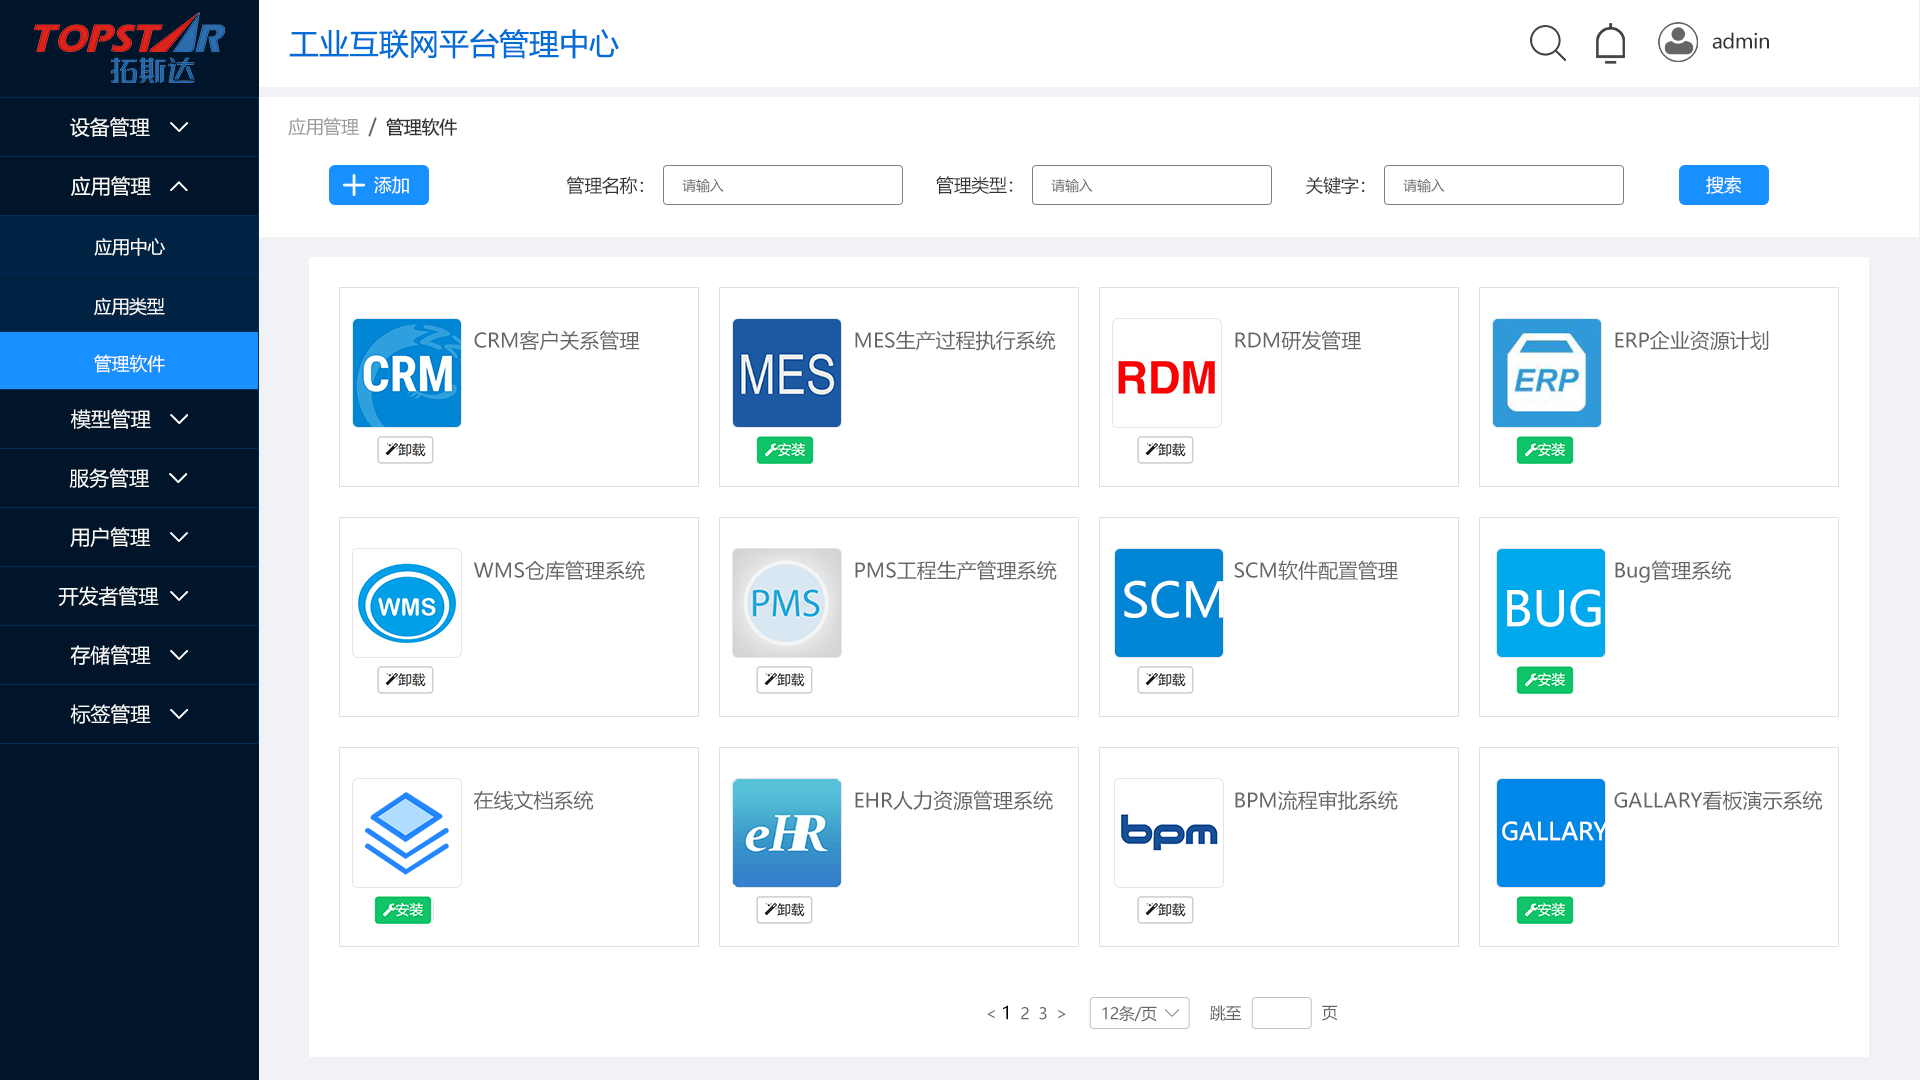 TOPSTAR
拓斯达
设备管理
应用管理
应用中心
应用类型
管理软件
模型管理
服务管理
用户管理
开发者管理
存储管理
标签管理
工业互联网平台管理中心
admin
应用管理 / 管理软件
添加
管理名称： 请输入
管理类型： 请输入
关键字： 请输入
搜索
CRM
CRM客户关系管理
卸载
MES
MES生产过程执行系统
安装
RDM
RDM研发管理
卸载
ERP
ERP企业资源计划
安装
WMS
WMS仓库管理系统
卸载
PMS
PMS工程生产管理系统
卸载
SCM
SCM软件配置管理
卸载
BUG
Bug管理系统
安装
在线文档系统
安装
eHR
EHR人力资源管理系统
卸载
bpm
BPM流程审批系统
卸载
GALLARY
GALLARY看板演示系统
安装
< 1 2 3 > 12条/页 跳至 页